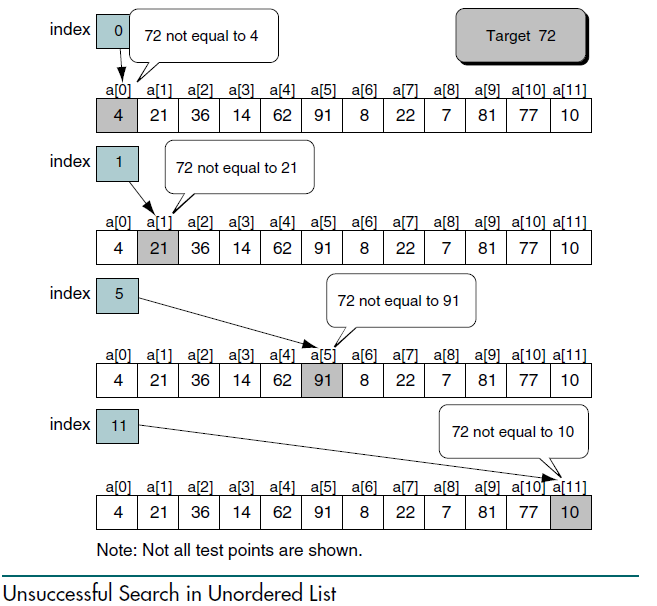 index 0 72 not equal to 4 Target 72
a[0] a[1] a[2] a[3] a[4] a[5] a[6] a[7] a[8] a[9] a[10] a[11]
4 21 36 14 62 91 8 22 7 81 77 10
index 1 72 not equal to 21
a[0] a[1] a[2] a[3] a[4] a[5] a[6] a[7] a[8] a[9] a[10] a[11]
4 21 36 14 62 91 8 22 7 81 77 10
index 5 72 not equal to 91
a[0] a[1] a[2] a[3] a[4] a[5] a[6] a[7] a[8] a[9] a[10] a[11]
4 21 36 14 62 91 8 22 7 81 77 10
index 11 72 not equal to 10
a[0] a[1] a[2] a[3] a[4] a[5] a[6] a[7] a[8] a[9] a[10] a[11]
4 21 36 14 62 91 8 22 7 81 77 10
Note: Not all test points are shown.
Unsuccessful Search in Unordered List